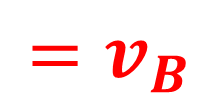 = v_B